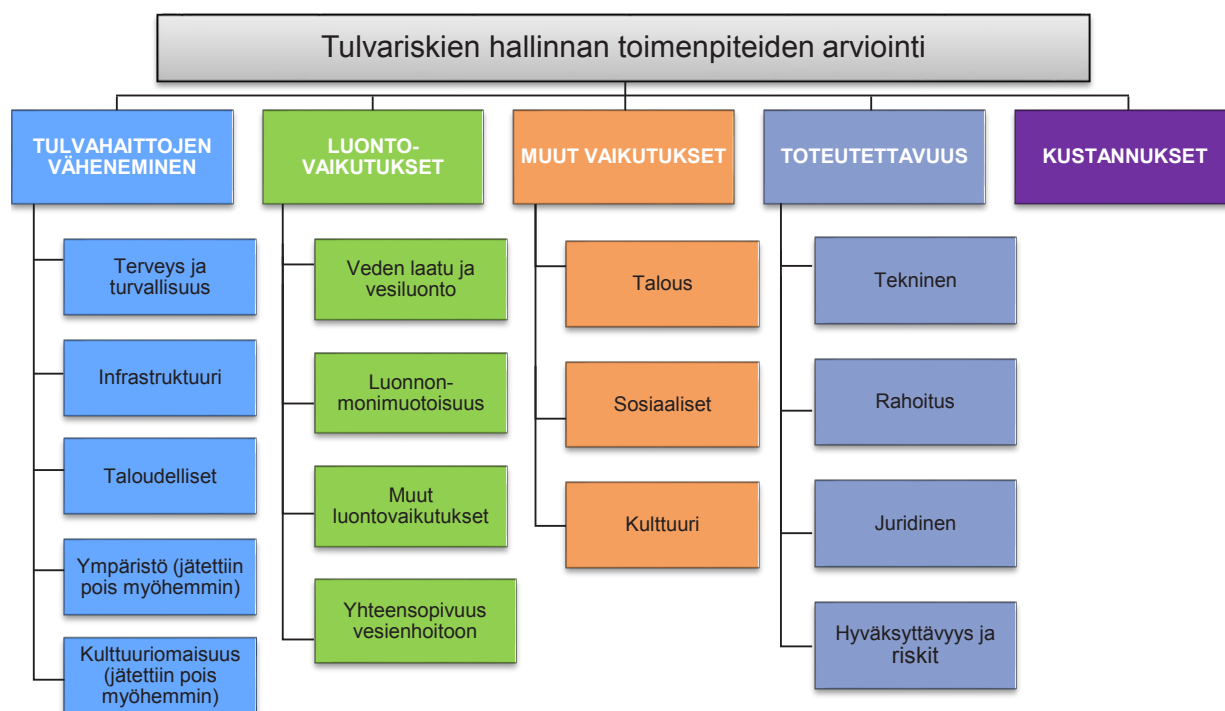 Tulvariskien hallinnan toimenpiteiden arviointi
TULVAHAITTOJEN
VÄHENEMINEN
Terveys ja
turvallisuus
Infrastruktuuri
Taloudelliset
Ympäristö (jätettiin
pois myöhemmin)
Kulttuuriomaisuus
(jätettiin pois
myöhemmin)
LUONTO-
VAIKUTUKSET
Veden laatu ja
vesiluonto
Luonnon-
monimuotoisuus
Muut
luontovaikutukset
Yhteensopivuus
vesienhoitoon
MUUT VAIKUTUKSET
Talous
Sosiaaliset
Kulttuuri
TOTEUTETTAVUUS
Tekninen
Rahoitus
Juridinen
Hyväksyttävyys ja
riskit
KUSTANNUKSET